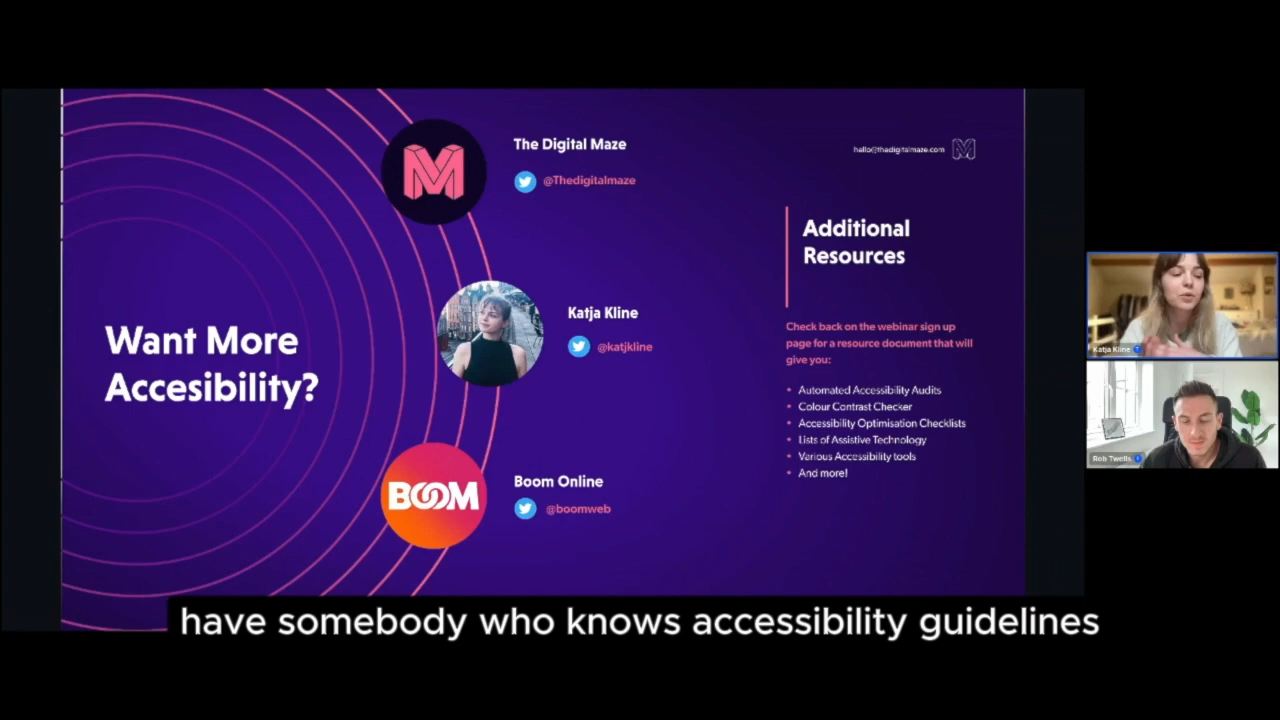 Want More
Accesibility?
M
The Digital Maze
@Thedigitalmaze
Katja Kline
@katjkline
BOOM
Boom Online
@boomweb
hello@thedigitalmaze.com
Additional
Resources
Check back on the webinar sign up
page for a resource document that will
give you:
• Automated Accessibility Audits
• Colour Contrast Checker
• Accessibility Optimisation Checklists
• Lists of Assistive Technology
• Various Accessibility tools
• And more!
Katja Kline
Rob Twells
have somebody who knows accessibility guidelines